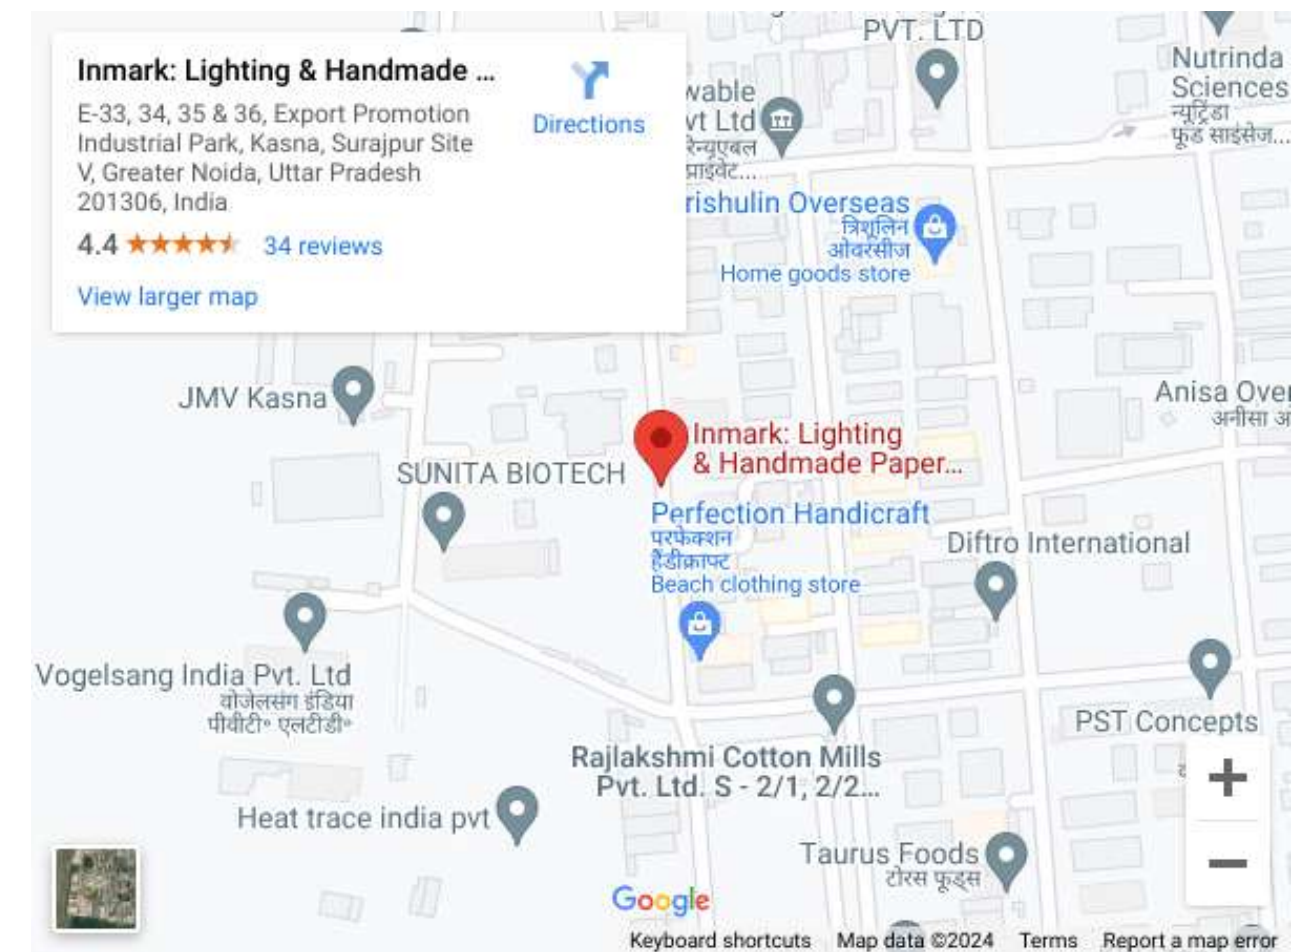 Inmark: Lighting & Handmade ...
E-33, 34, 35 & 36, Export Promotion
Industrial Park, Kasna, Surajpur Site
V, Greater Noida, Uttar Pradesh
201306, India
4.4
34 reviews
View larger map
Directions
PVT. LTD
Nutrinda
Sciences
न्यूट्रिंडा
फूड साइंसेज...
wable
vt Ltd
रेन्यूएबल
प्राइवेट...
rishulin Overseas
त्रिशूलिन
ओवरसीज
Home goods store
JMV Kasna
Anisa Over
अनीसा
Inmark: Lighting
& Handmade Paper...
SUNITA BIOTECH
Perfection Handicraft
परफेक्शन
हैंडीक्राफ्ट
Beach clothing store
Diftro International
Vogelsang India Pvt. Ltd
वोजेलसंग इंडिया
पीवीटी॰ एलटीडी॰
PST Concepts
Rajlakshmi Cotton Mills
Pvt. Ltd. S - 2/1, 2/2...
Heat trace india pvt
Taurus Foods
टोरस फूड्स
+
−
Google
Keyboard shortcuts Map data ©2024 Terms Report a map error